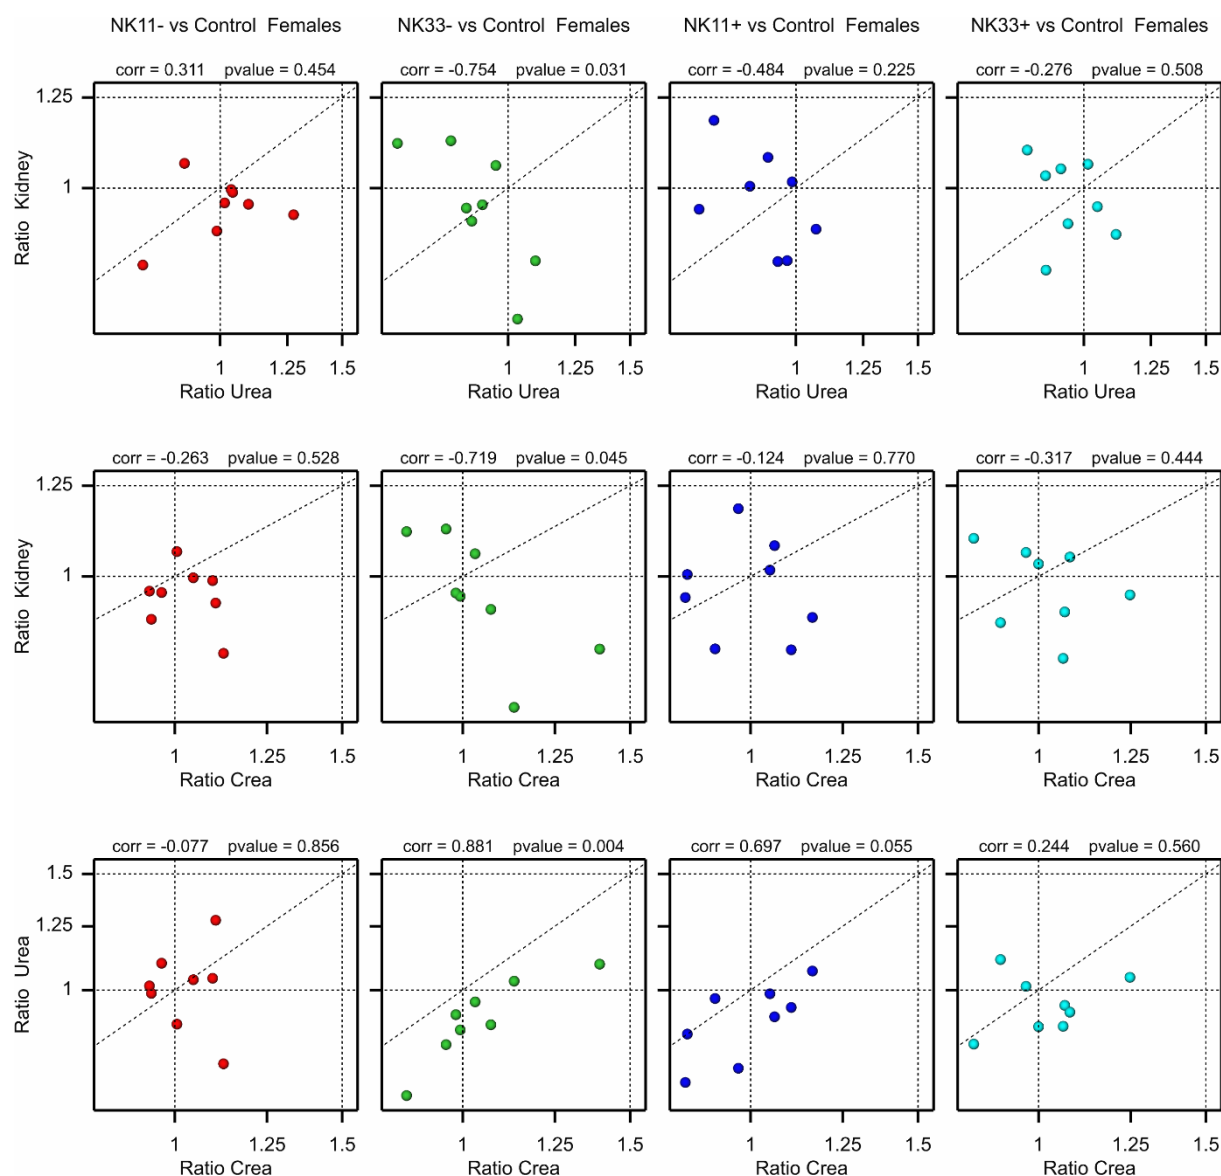 NK11- vs Control Females
NK33- vs Control Females
NK11+ vs Control Females
NK33+ vs Control Females
corr = 0.311 pvalue = 0.454
corr = -0.754 pvalue = 0.031
corr = -0.484 pvalue = 0.225
corr = -0.276 pvalue = 0.508
1.25
1
Ratio Kidney
1 1.25 1.5
1 1.25 1.5
1 1.25 1.5
1 1.25 1.5
Ratio Urea
Ratio Urea
Ratio Urea
Ratio Urea
corr = -0.263 pvalue = 0.528
corr = -0.719 pvalue = 0.045
corr = -0.124 pvalue = 0.770
corr = -0.317 pvalue = 0.444
1.25
1
Ratio Kidney
1 1.25 1.5
1 1.25 1.5
1 1.25 1.5
1 1.25 1.5
Ratio Crea
Ratio Crea
Ratio Crea
Ratio Crea
corr = -0.077 pvalue = 0.856
corr = 0.881 pvalue = 0.004
corr = 0.697 pvalue = 0.055
corr = 0.244 pvalue = 0.560
1.5
1.25
1
Ratio Urea
1 1.25 1.5
1 1.25 1.5
1 1.25 1.5
1 1.25 1.5
Ratio Crea
Ratio Crea
Ratio Crea
Ratio Crea